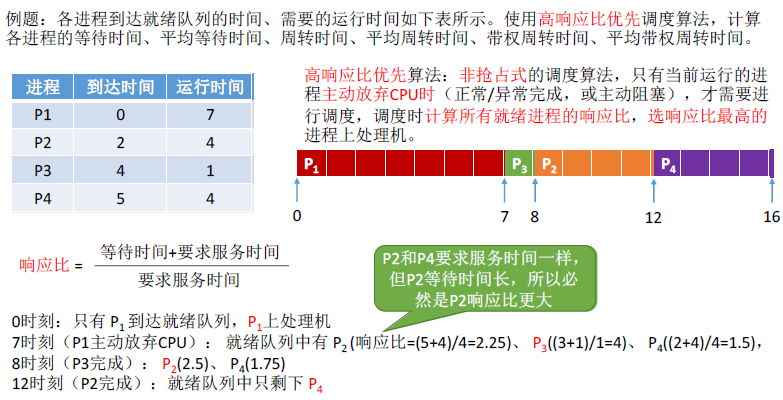 例题：各进程到达就绪队列的时间、需要的运行时间如下表所示。使用高响应比优先调度算法，计算
各进程的等待时间、平均等待时间、周转时间、平均周转时间、带权周转时间、平均带权周转时间。
进程 到达时间 运行时间
P1 0 7
P2 2 4
P3 4 1
P4 5 4
高响应比优先算法：非抢占式的调度算法，只有当前运行的进
程主动放弃CPU时（正常/异常完成，或主动阻塞），才需要进
行调度，调度时计算所有就绪进程的响应比，选响应比最高的
进程上处理机。
P₁ P₃ P₂ P₄
0 7 8 12 16
响应比 =
等待时间+要求服务时间
要求服务时间
P2和P4要求服务时间一样，
但P2等待时间长，所以必
然是P2响应比更大
0时刻：只有 P₁ 到达就绪队列，P₁上处理机
7时刻（P1主动放弃CPU）： 就绪队列中有 P₂ (响应比=(5+4)/4=2.25)、 P₃((3+1)/1=4)、 P₄((2+4)/4=1.5)，
8时刻（P3完成）： P₂(2.5)、 P₄(1.75)
12时刻（P2完成）：就绪队列中只剩下 P₄